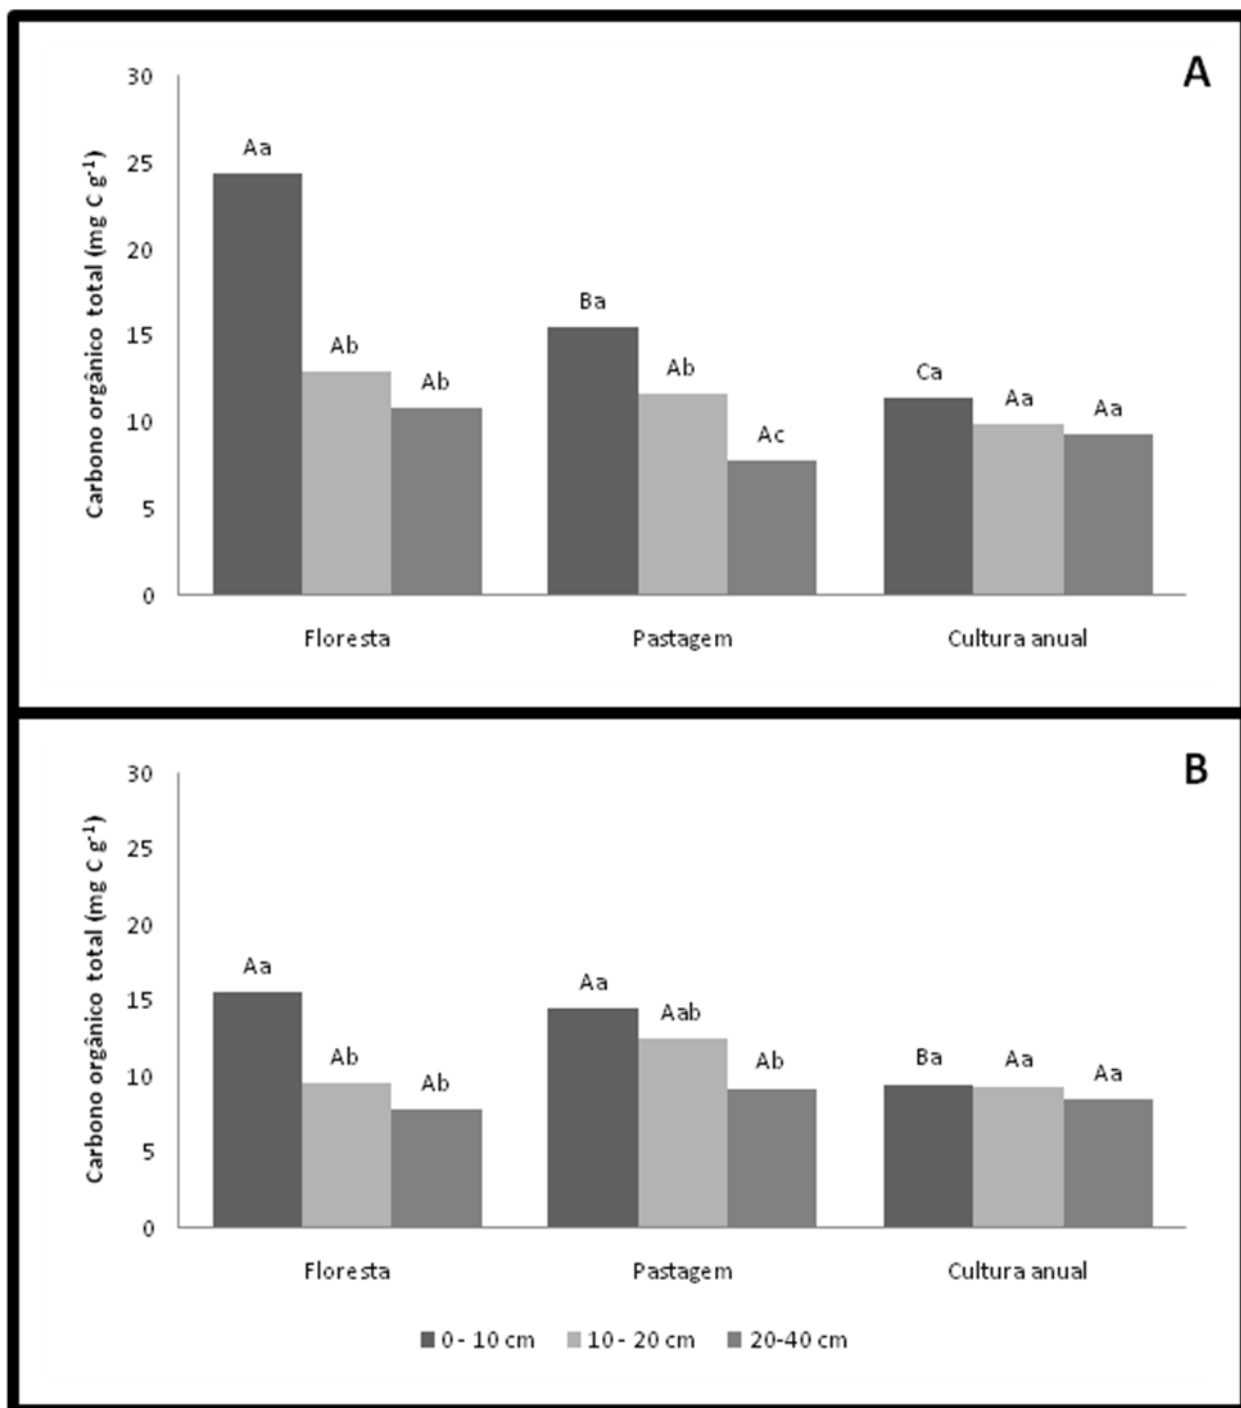 A
Carbono orgânico total (mg C g⁻¹)
30
25
20
15
10
5
0
Aa
Ab
Ab
Ba
Ab
Ac
Ca
Aa
Aa
Floresta
Pastagem
Cultura anual
B
Carbono orgânico total (mg C g⁻¹)
30
25
20
15
10
5
0
Aa
Ab
Ab
Aa
Aab
Ab
Ba
Aa
Aa
Floresta
Pastagem
Cultura anual
0 - 10 cm
10 - 20 cm
20-40 cm